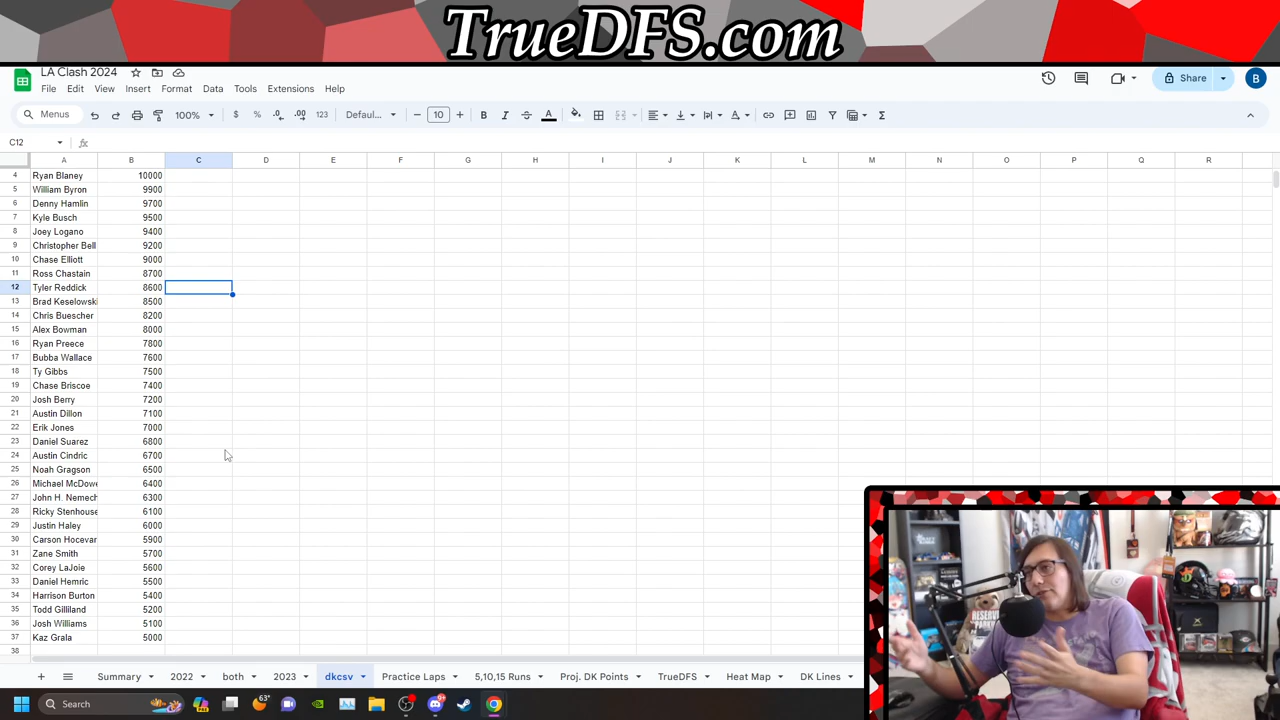 TrueDFS.com
LA Clash 2024
File Edit View Insert Format Data Tools Extensions Help
Share
B
Menus 100% $ % .0 .00 123 Defaul... 10 B I S A
C12 fx
A B C D E F G H I J K L M N O P Q R
4 Ryan Blaney 10000
5 William Byron 9900
6 Denny Hamlin 9700
7 Kyle Busch 9500
8 Joey Logano 9400
9 Christopher Bell 9200
10 Chase Elliott 9000
11 Ross Chastain 8700
12 Tyler Reddick 8600
13 Brad Keselowski 8500
14 Chris Buescher 8200
15 Alex Bowman 8000
16 Ryan Preece 7800
17 Bubba Wallace 7600
18 Ty Gibbs 7500
19 Chase Briscoe 7400
20 Josh Berry 7200
21 Austin Dillon 7100
22 Erik Jones 7000
23 Daniel Suarez 6800
24 Austin Cindric 6700
25 Noah Gragson 6500
26 Michael McDowe 6400
27 John H. Nemech 6300
28 Ricky Stenhouse 6100
29 Justin Haley 6000
30 Carson Hocevar 5900
31 Zane Smith 5700
32 Corey LaJoie 5600
33 Daniel Hemric 5500
34 Harrison Burton 5400
35 Todd Gilliland 5200
36 Josh Williams 5100
37 Kaz Grala 5000
38
RESERVE
PARKING
Summary 2022 both 2023 dkcsv Practice Laps 5,10,15 Runs Proj. DK Points TrueDFS Heat Map DK Lines
Search 63°